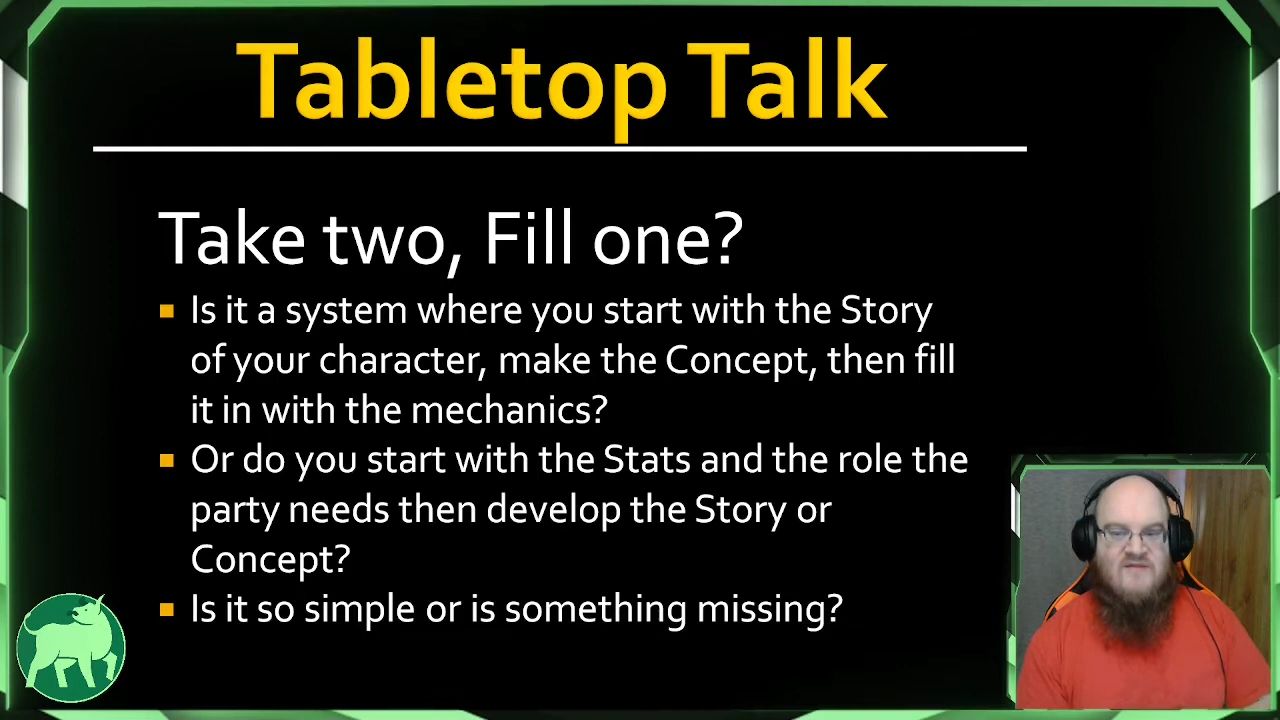 Tabletop Talk
Take two, Fill one?
Is it a system where you start with the Story
of your character, make the Concept, then fill
it in with the mechanics?
Or do you start with the Stats and the role the
party needs then develop the Story or
Concept?
Is it so simple or is something missing?